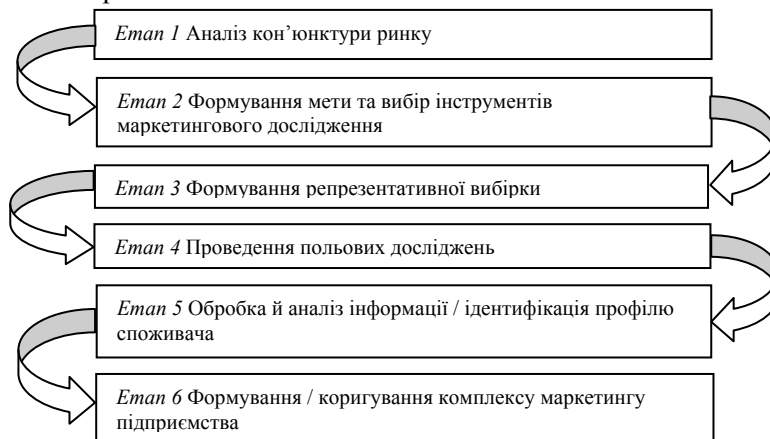 Етап 1 Аналіз кон’юнктури ринку
Етап 2 Формування мети та вибір інструментів
маркетингового дослідження
Етап 3 Формування репрезентативної вибірки
Етап 4 Проведення польових досліджень
Етап 5 Обробка й аналіз інформації / ідентифікація профілю
споживача
Етап 6 Формування / коригування комплексу маркетингу
підприємства